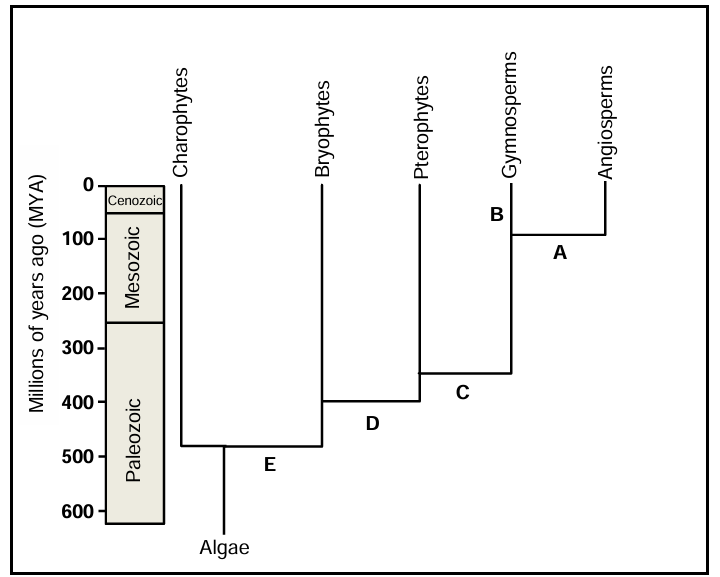 Charophytes
Bryophytes
Pterophytes
Gymnosperms
Angiosperms
Millions of years ago (MYA)
0
100
200
300
400
500
600
Cenozoic
Mesozoic
Paleozoic
B
A
C
D
E
Algae